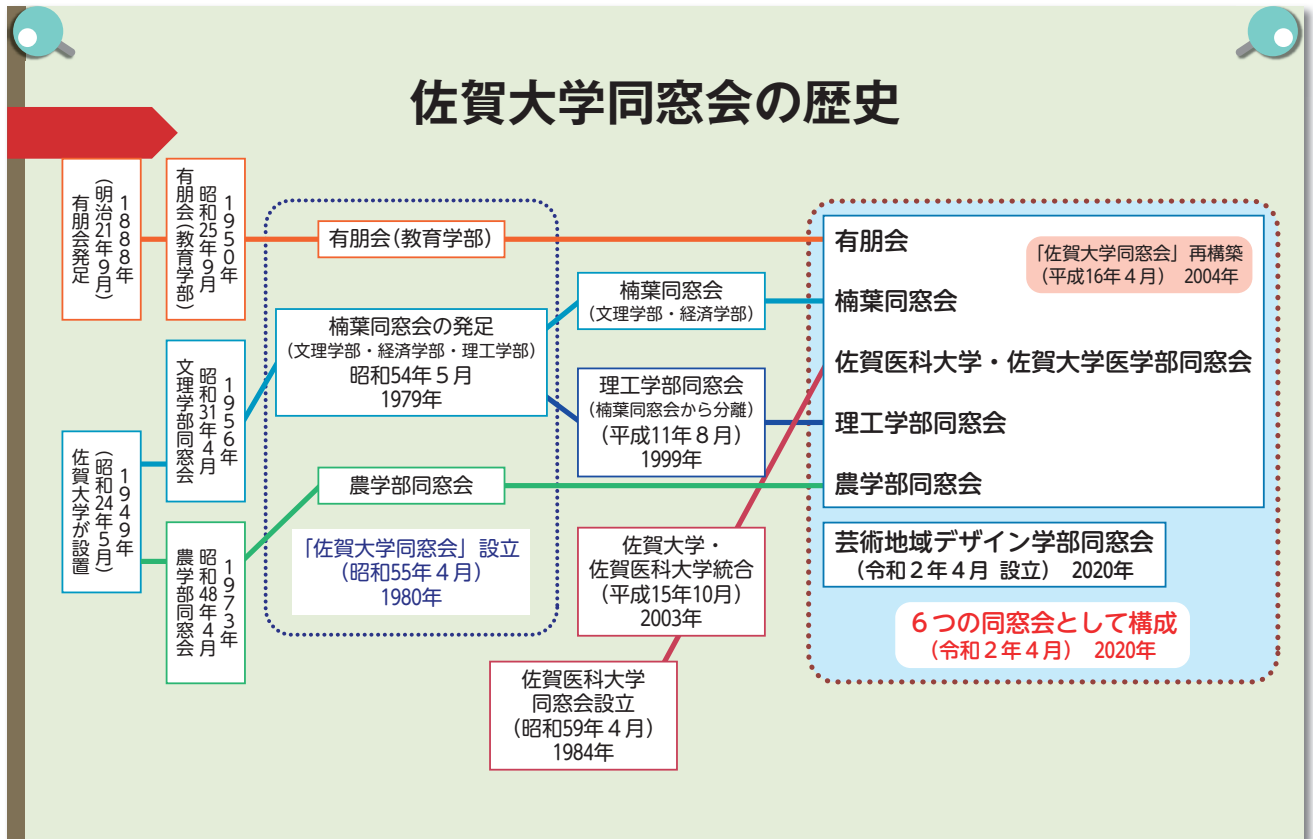 佐賀大学同窓会の歴史
1888年
（明治21年9月）
有朋会発足
1950年
昭和25年9月
有朋会（教育学部）
1949年
（昭和24年5月）
佐賀大学が設置
1956年
昭和31年4月
文理学部同窓会
1973年
昭和48年4月
農学部同窓会
有朋会（教育学部）
楠葉同窓会の発足
（文理学部・経済学部・理工学部）
昭和54年５月
1979年
農学部同窓会
「佐賀大学同窓会」設立
（昭和55年４月）
1980年
楠葉同窓会
（文理学部・経済学部）
理工学部同窓会
（楠葉同窓会から分離）
（平成11年８月）
1999年
佐賀大学・
佐賀医科大学統合
（平成15年10月）
2003年
佐賀医科大学
同窓会設立
（昭和59年４月）
1984年
有朋会
「佐賀大学同窓会」再構築
（平成16年４月） 2004年
楠葉同窓会
佐賀医科大学・佐賀大学医学部同窓会
理工学部同窓会
農学部同窓会
芸術地域デザイン学部同窓会
（令和２年４月 設立） 2020年
６つの同窓会として構成
（令和２年４月） 2020年